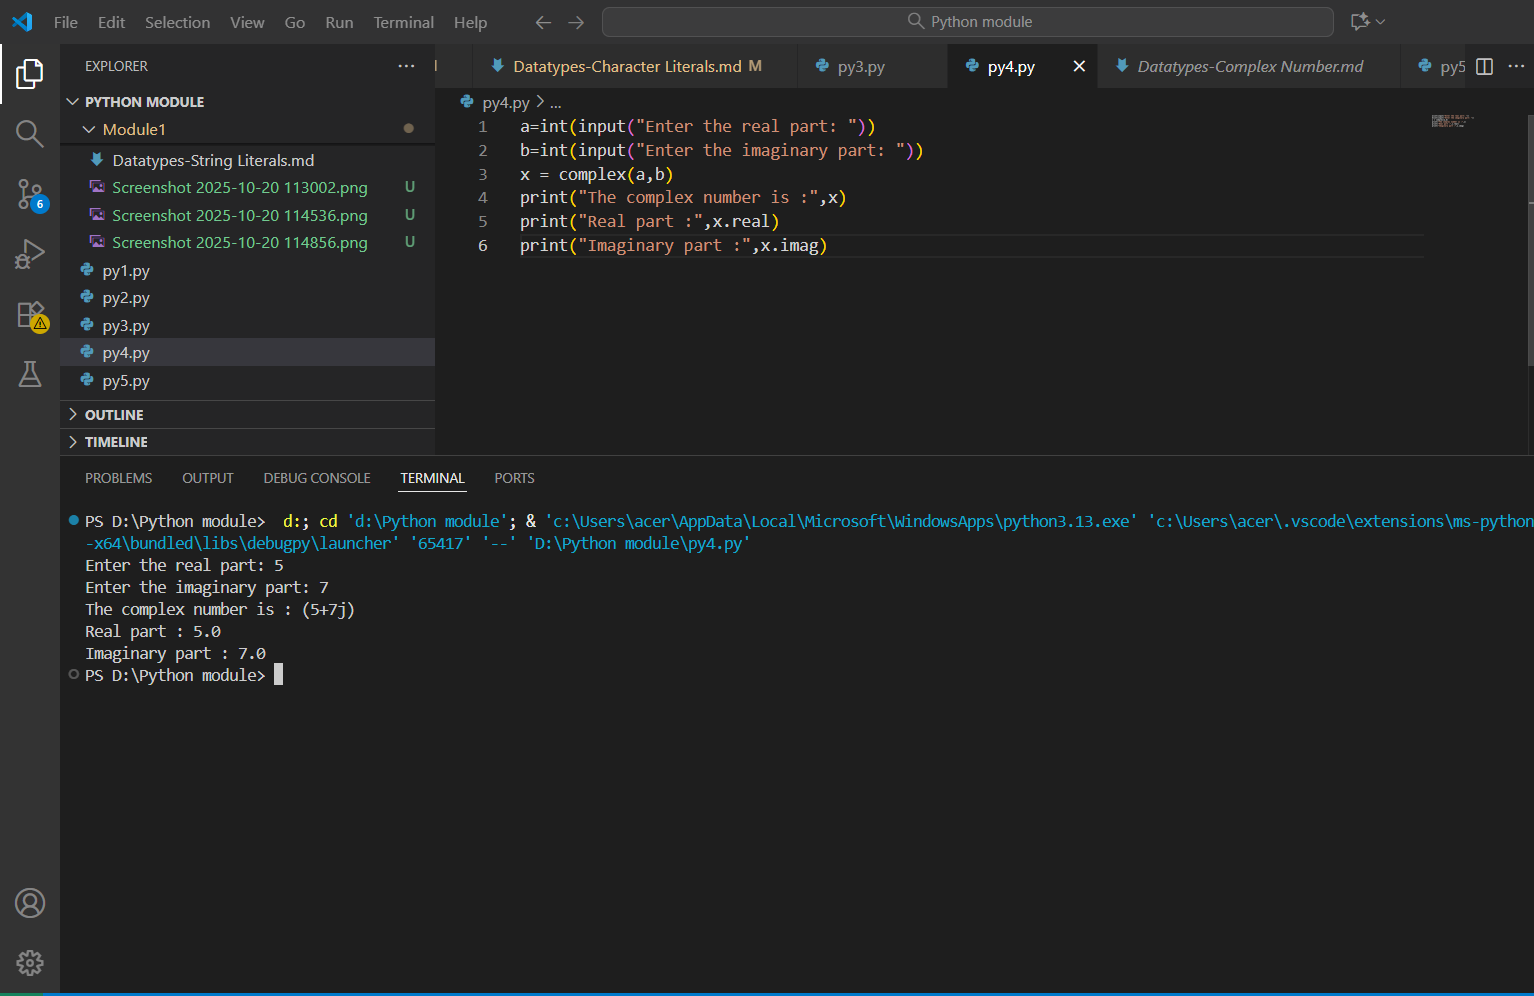 File Edit Selection View Go Run Terminal Help
Python module
EXPLORER
PYTHON MODULE
Module1
Datatypes-String Literals.md
Screenshot 2025-10-20 113002.png U
Screenshot 2025-10-20 114536.png U
Screenshot 2025-10-20 114856.png U
py1.py
py2.py
py3.py
py4.py
py5.py
OUTLINE
TIMELINE
6
Datatypes-Character Literals.md M
py3.py
py4.py
Datatypes-Complex Number.md
py5
py4.py > ...
1 a=int(input("Enter the real part: "))
2 b=int(input("Enter the imaginary part: "))
3 x = complex(a,b)
4 print("The complex number is :",x)
5 print("Real part :",x.real)
6 print("Imaginary part :",x.imag)
PROBLEMS OUTPUT DEBUG CONSOLE TERMINAL PORTS
PS D:\Python module>  d:; cd 'd:\Python module'; & 'c:\Users\acer\AppData\Local\Microsoft\WindowsApps\python3.13.exe' 'c:\Users\acer\.vscode\extensions\ms-python
-x64\bundled\libs\debugpy\launcher' '65417' '--' 'D:\Python module\py4.py'
Enter the real part: 5
Enter the imaginary part: 7
The complex number is : (5+7j)
Real part : 5.0
Imaginary part : 7.0
PS D:\Python module>